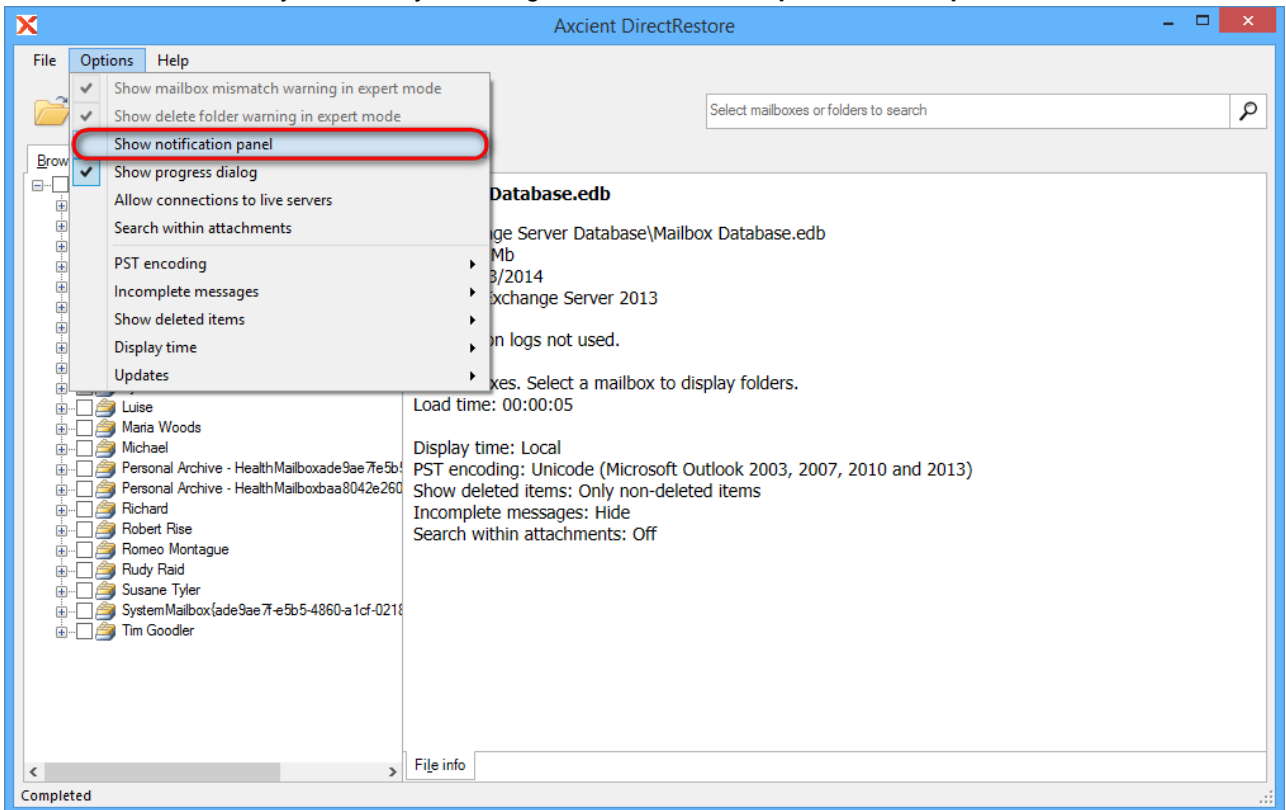 Axcient DirectRestore
File Options Help
Show mailbox mismatch warning in expert mode
Show delete folder warning in expert mode
Show notification panel
Show progress dialog
Allow connections to live servers
Search within attachments
PST encoding
Incomplete messages
Show deleted items
Display time
Updates
Select mailboxes or folders to search
Brow
Luise
Maria Woods
Michael
Personal Archive - HealthMailboxade9ae7fe5b5
Personal Archive - HealthMailboxbaa8042e260
Richard
Robert Rise
Romeo Montague
Rudy Raid
Susane Tyler
SystemMailbox{ade9ae7f-e5b5-4860-a1cf-0218
Tim Goodler
Database.edb
ge Server Database\Mailbox Database.edb
Mb
3/2014
xchange Server 2013
on logs not used.
xes. Select a mailbox to display folders.
Load time: 00:00:05
Display time: Local
PST encoding: Unicode (Microsoft Outlook 2003, 2007, 2010 and 2013)
Show deleted items: Only non-deleted items
Incomplete messages: Hide
Search within attachments: Off
File info
Completed